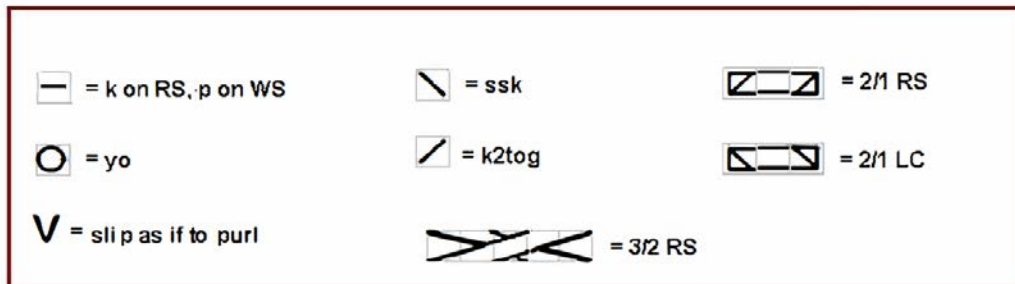 = k on RS, p on WS
= ssk
= 2/1 RS
= yo
= k2tog
= 2/1 LC
V = slip as if to purl
= 3/2 RS